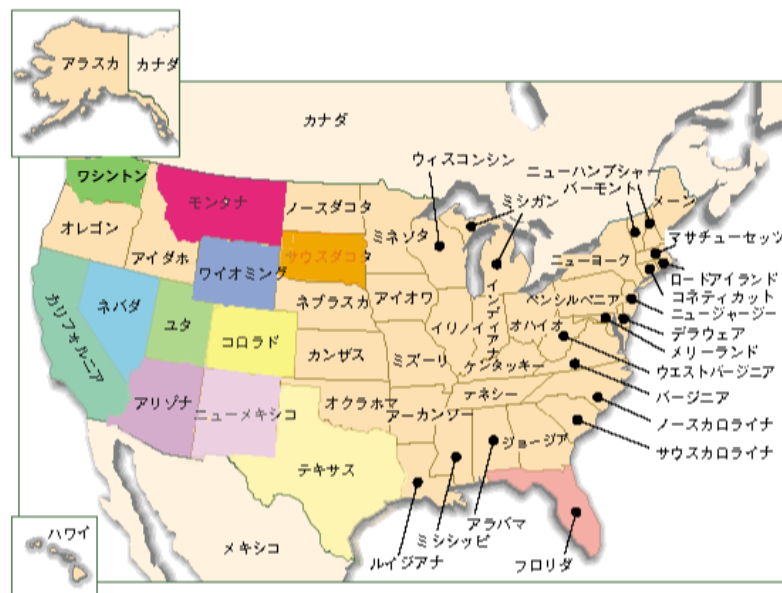 アラスカ
カナダ
カナダ
ワシントン
モンタナ
ノースダコタ
ミネソタ
ウィスコンシン
ミシガン
ニューハンプシャー
バーモント
メーン
オレゴン
アイダホ
ワイオミング
サウスダコタ
ニューヨーク
マサチューセッツ
ロードアイランド
コネティカット
ニュージャージー
デラウェア
メリーランド
ウエストバージニア
バージニア
ノースカロライナ
サウスカロライナ
カリフォルニア
ネバダ
ユタ
コロラド
ネブラスカ
アイオワ
イリノイ
インディアナ
オハイオ
ペンシルベニア
カンザス
ミズーリ
ケンタッキー
アリゾナ
ニューメキシコ
オクラホマ
アーカンソー
テネシー
ジョージア
テキサス
ルイジアナ
ミシシッピ
アラバマ
フロリダ
メキシコ
ハワイ